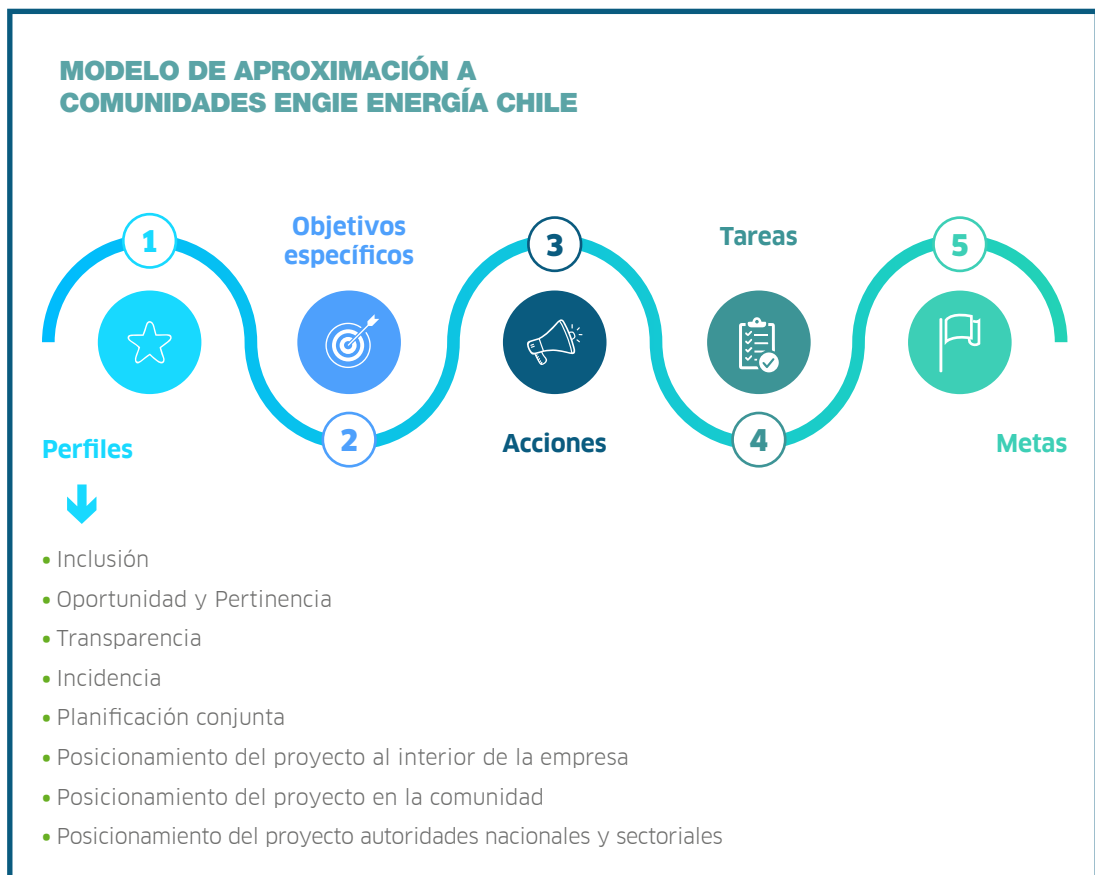 MODELO DE APROXIMACIÓN A
COMUNIDADES ENGIE ENERGÍA CHILE
1
Perfiles
Objetivos
específicos
2
3
Acciones
Tareas
4
5
Metas
• Inclusión
• Oportunidad y Pertinencia
• Transparencia
• Incidencia
• Planificación conjunta
• Posicionamiento del proyecto al interior de la empresa
• Posicionamiento del proyecto en la comunidad
• Posicionamiento del proyecto autoridades nacionales y sectoriales